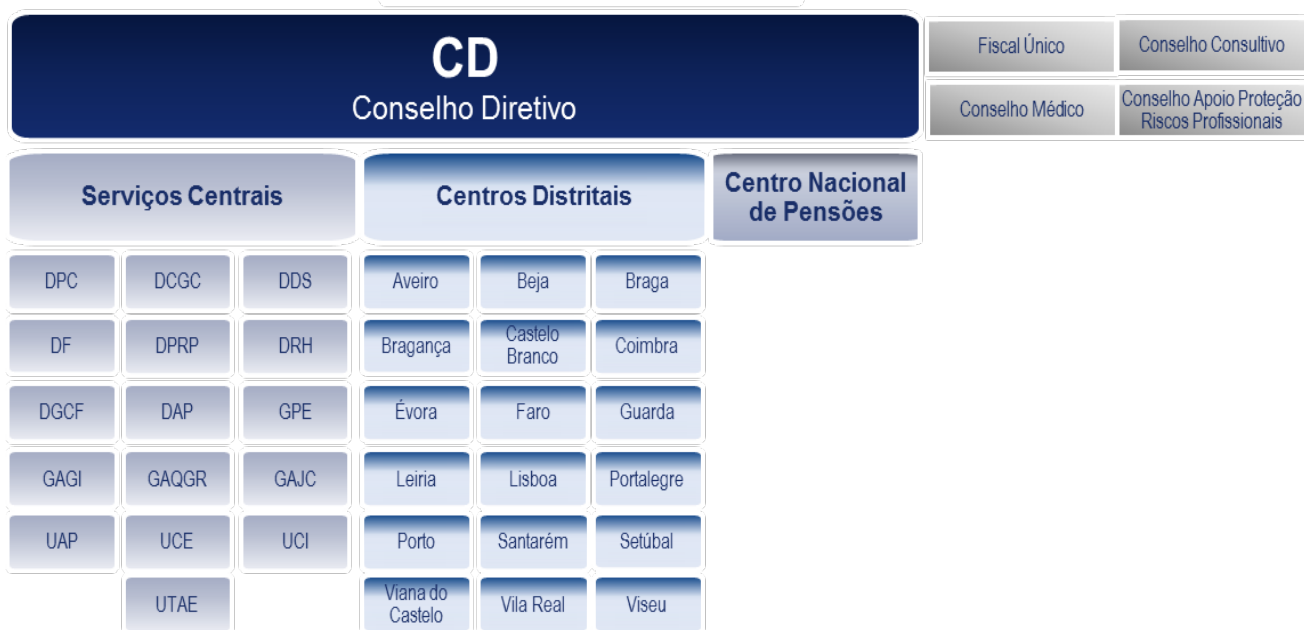 CD
Conselho Diretivo
Fiscal Único
Conselho Consultivo
Conselho Médico
Conselho Apoio Proteção
Riscos Profissionais
Serviços Centrais
Centros Distritais
Centro Nacional
de Pensões
DPC
DCGC
DDS
Aveiro
Beja
Braga
DF
DPRP
DRH
Bragança
Castelo
Branco
Coimbra
DGCF
DAP
GPE
Évora
Faro
Guarda
GAGI
GAQGR
GAJC
Leiria
Lisboa
Portalegre
UAP
UCE
UCI
Porto
Santarém
Setúbal
UTAE
Viana do
Castelo
Vila Real
Viseu